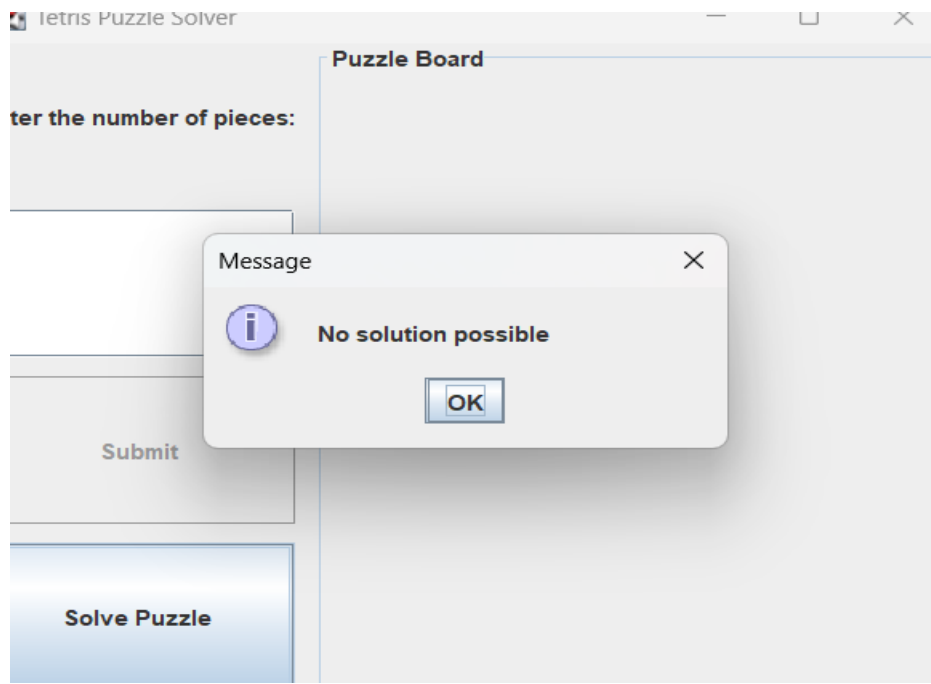 Tetris Puzzle Solver
Puzzle Board
ter the number of pieces:
Message
i
No solution possible
OK
Submit
Solve Puzzle